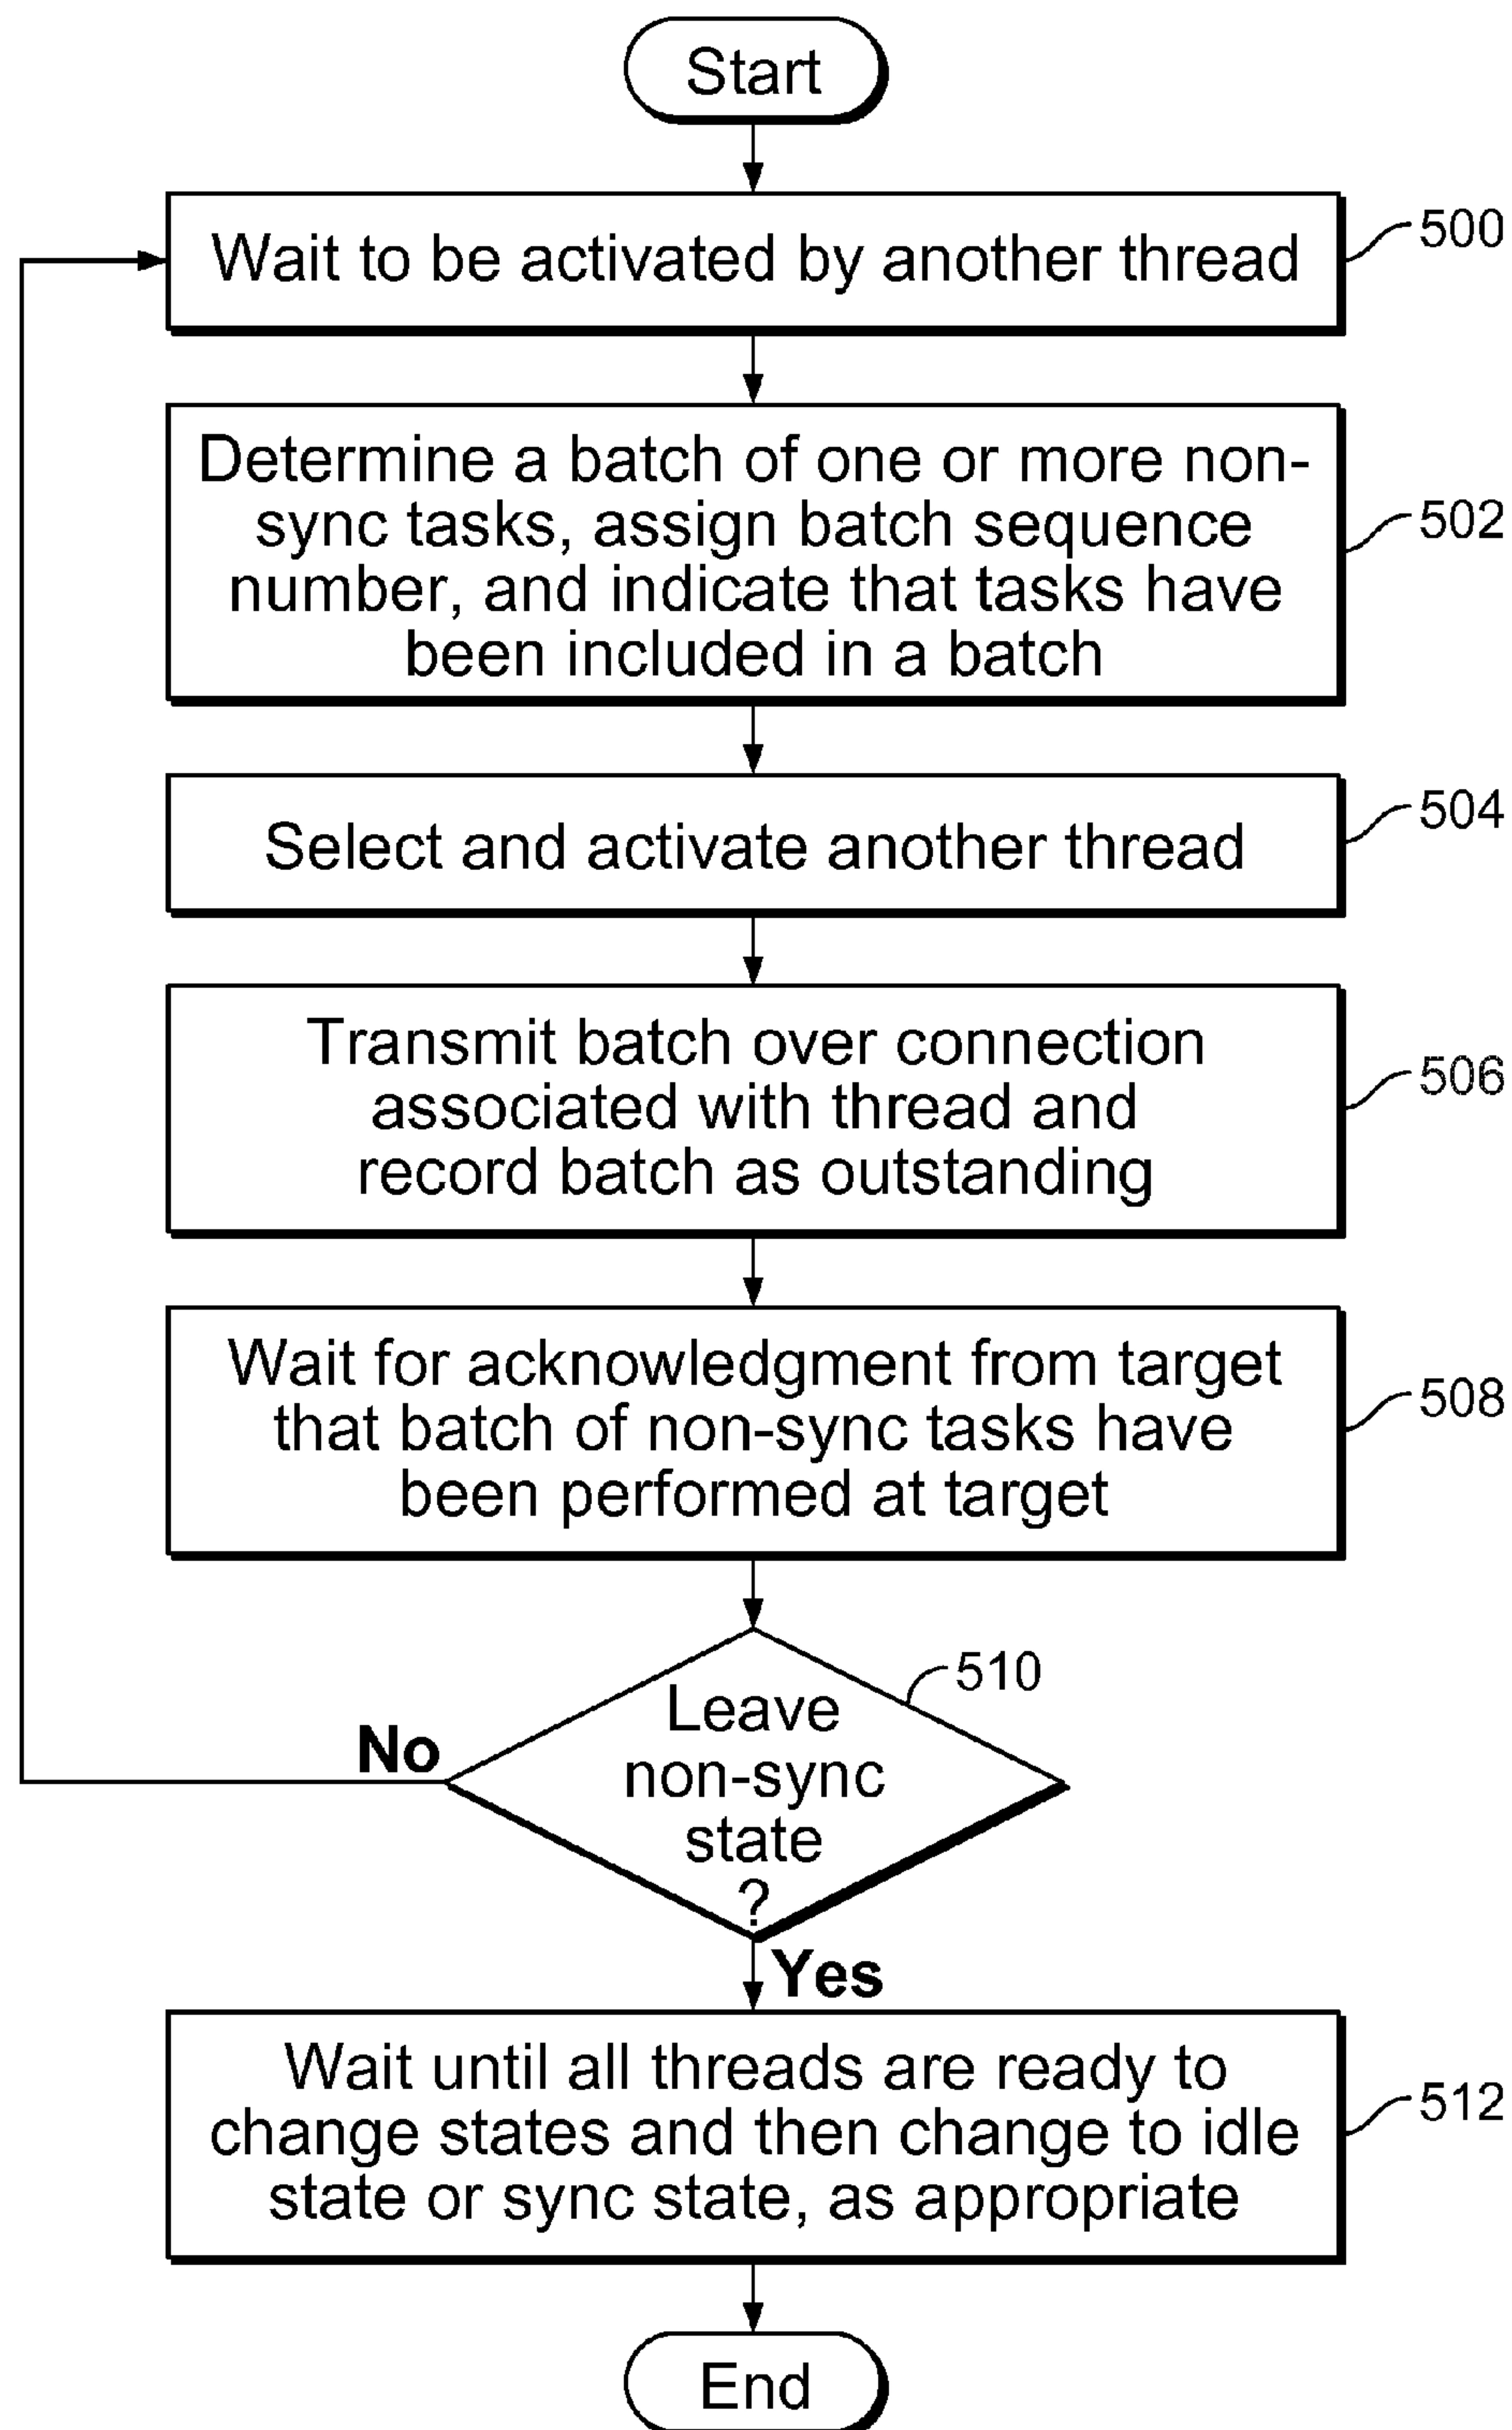 Start
Wait to be activated by another thread
500
Determine a batch of one or more non-
sync tasks, assign batch sequence
number, and indicate that tasks have
been included in a batch
502
Select and activate another thread
504
Transmit batch over connection
associated with thread and
record batch as outstanding
506
Wait for acknowledgment from target
that batch of non-sync tasks have
been performed at target
508
510
Leave
non-sync
state
?
No
Yes
Wait until all threads are ready to
change states and then change to idle
state or sync state, as appropriate
512
End